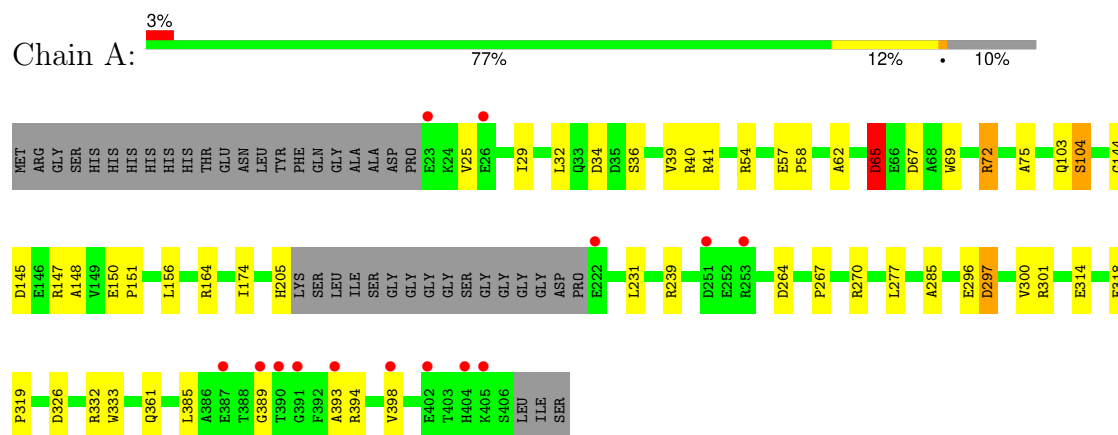 3%
Chain A:
77% 12% • 10%
MET ARG GLY SER HIS HIS HIS HIS HIS HIS THR GLU ASN LEU TYR PHE GLN GLY ALA ALA ASP PRO E23 K24 V25 E26 I29 L32 Q33 D34 D35 S36 V39 R40 R41 R54 E57 P58 A62 D65 E66 D67 A68 W69 R72 A75 Q103 S104 G144
D145 E146 R147 A148 V149 E150 P151 L156 R164 I174 H205 LYS SER LEU ILE SER GLY GLY GLY GLY SER GLY GLY GLY GLY ASP PRO E222 L231 R239 D251 E252 R253 D264 P267 R270 L277 A285 E296 D297 V300 R301 E314
P319 D326 R332 W333 Q361 L385 A386 E387 T388 G389 T390 G391 F392 A393 R394 V398 E402 T403 H404 K405 S406 LEU ILE SER